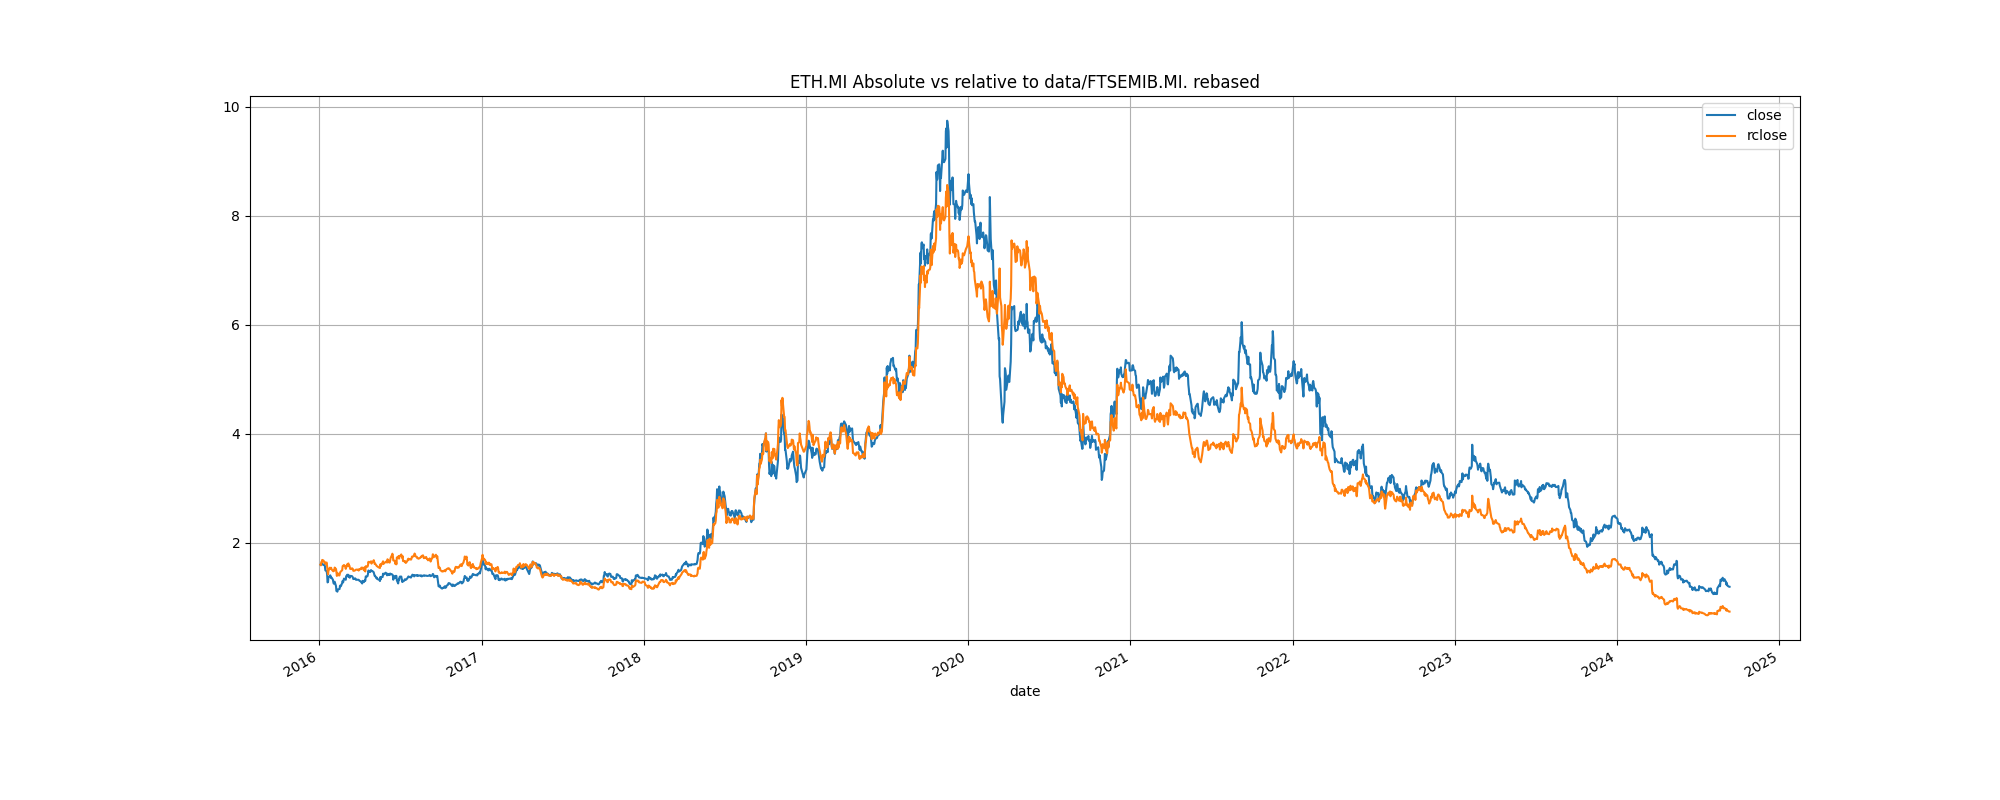 ETH.MI Absolute vs relative to data/FTSEMIB.MI. rebased
close
rclose
10
8
6
4
2
2016 2017 2018 2019 2020 2021 2022 2023 2024 2025
date